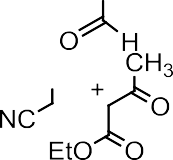 O H
CH₃
NC + O
EtO O